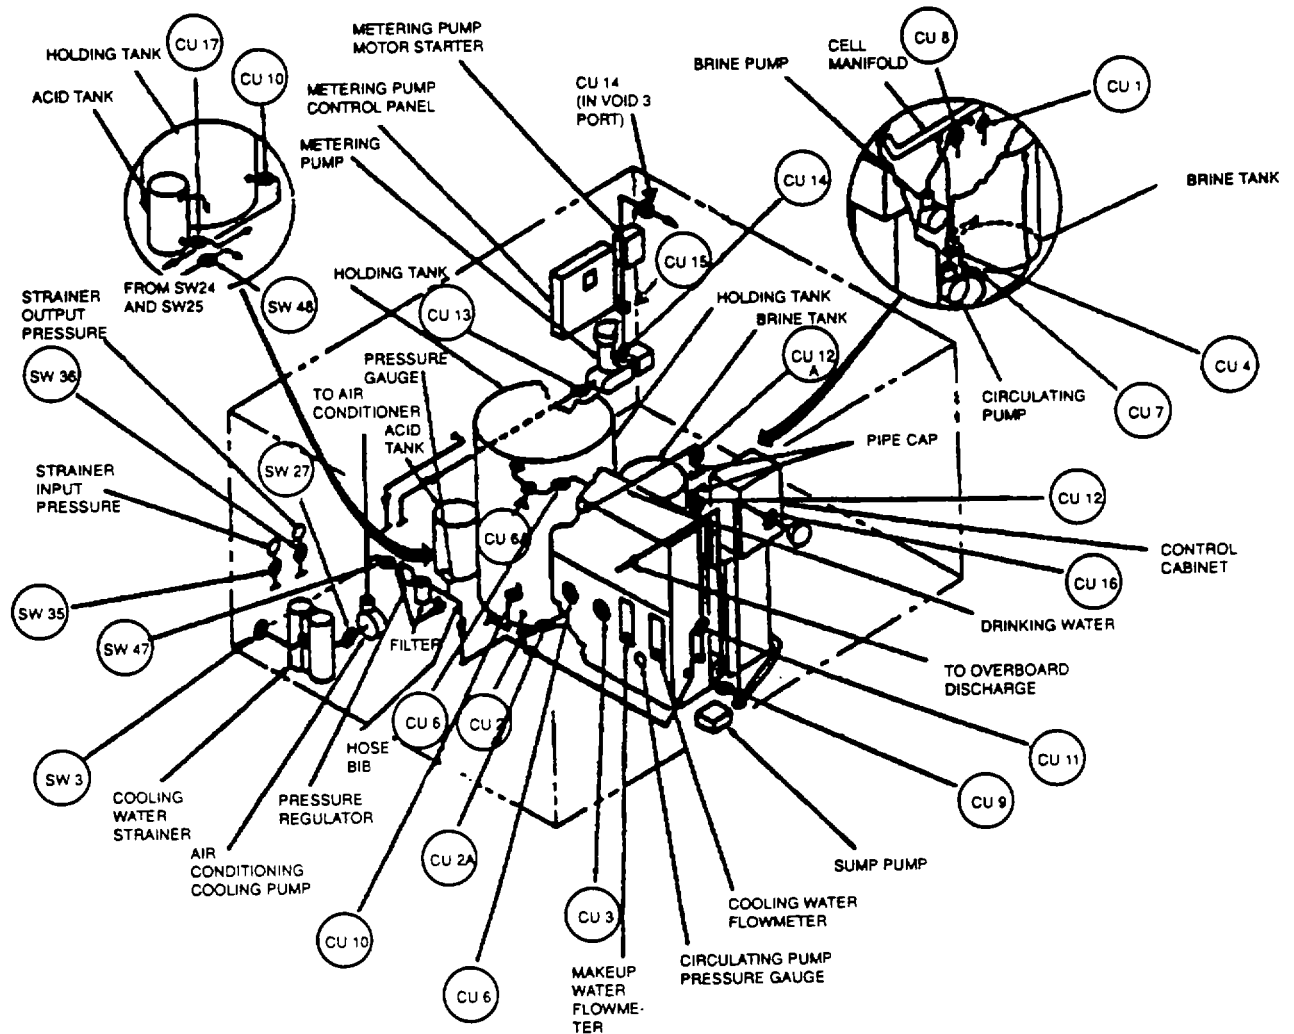 METERING PUMP
MOTOR STARTER
CU 17
CU 8
HOLDING TANK
CU 10
CELL
MANIFOLD
BRINE PUMP
CU 1
ACID TANK
METERING PUMP
CONTROL PANEL
CU 14
(IN VOID 3
PORT)
METERING
PUMP
CU 14
BRINE TANK
CU 15
HOLDING TANK
FROM SW24
AND SW25
SW 48
STRAINER
OUTPUT
PRESSURE
CU 13
HOLDING TANK
BRINE TANK
CU 12
A
PRESSURE
GAUGE
SW 36
CU 4
TO AIR
CONDITIONER
ACID
TANK
CIRCULATING
PUMP
CU 7
PIPE CAP
SW 27
STRAINER
INPUT
PRESSURE
CU 12
CU 6A
CONTROL
CABINET
CU 16
SW 35
DRINKING WATER
SW 47
FILTER
TO OVERBOARD
DISCHARGE
CU 6
CU 2
HOSE
BIB
CU 11
SW 3
CU 9
COOLING
WATER
STRAINER
PRESSURE
REGULATOR
AIR
CONDITIONING
COOLING PUMP
CU 2A
SUMP PUMP
CU 3
COOLING WATER
FLOWMETER
CU 10
CIRCULATING PUMP
PRESSURE GAUGE
CU 6
MAKEUP
WATER
FLOWME-
TER